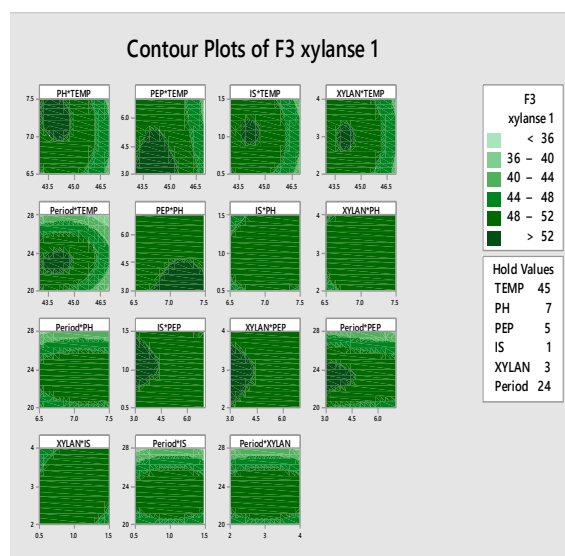 Contour Plots of F3 xylanse 1
PH*TEMP PEP*TEMP IS*TEMP XYLAN*TEMP
7.5 6.0 1.5 4
7.0 4.5 1.0 3
6.5 3.0 0.5 2
43.5 45.0 46.5 43.5 45.0 46.5 43.5 45.0 46.5 43.5 45.0 46.5
Period*TEMP PEP*PH IS*PH XYLAN*PH
28 6.0 1.5 4
24 4.5 1.0 3
20 3.0 0.5 2
43.5 45.0 46.5 6.5 7.0 7.5 6.5 7.0 7.5 6.5 7.0 7.5
Period*PH IS*PEP XYLAN*PEP Period*PEP
28 1.5 4 28
24 1.0 3 24
20 0.5 2 20
6.5 7.0 7.5 3.0 4.5 6.0 3.0 4.5 6.0 3.0 4.5 6.0
XYLAN*IS Period*IS Period*XYLAN
4 28 28
3 24 24
2 20 20
0.5 1.0 1.5 0.5 1.0 1.5 2 3 4
F3
xylanse 1
< 36
36 – 40
40 – 44
44 – 48
48 – 52
> 52
Hold Values
TEMP 45
PH 7
PEP 5
IS 1
XYLAN 3
Period 24